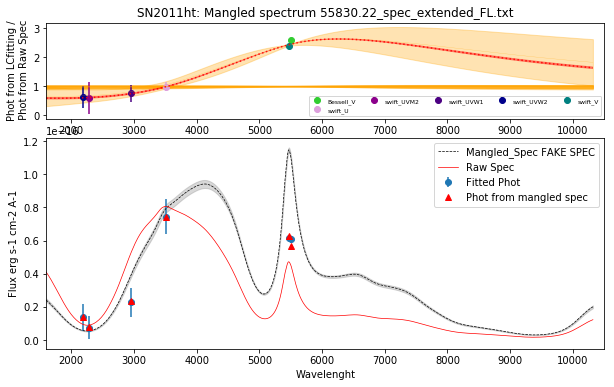 SN2011ht: Mangled spectrum 55830.22_spec_extended_FL.txt
Phot from LCfitting /
Phot from Raw Spec
3
2
1
0
Bessell_V
swift_UVM2
swift_UVW1
swift_UVW2
swift_V
swift_U
2000 3000 4000 5000 6000 7000 8000 9000 10000
1e−16
Flux erg s-1 cm-2 A-1
1.2
1.0
0.8
0.6
0.4
0.2
0.0
Mangled_Spec FAKE SPEC
Raw Spec
Fitted Phot
Phot from mangled spec
2000 3000 4000 5000 6000 7000 8000 9000 10000
Wavelenght